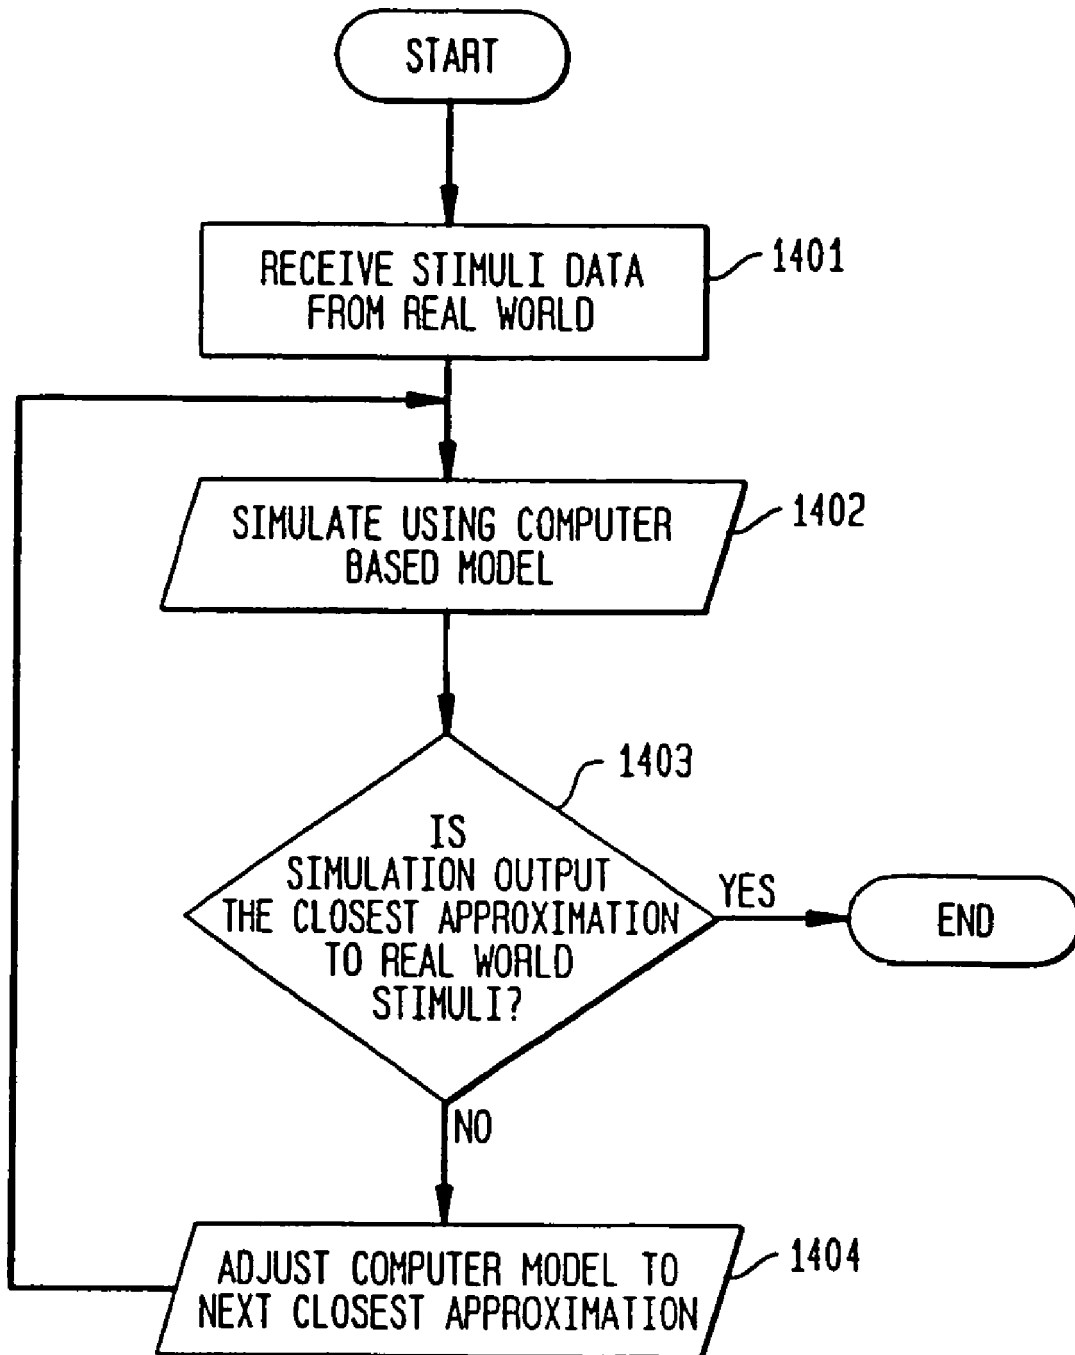 START
RECEIVE STIMULI DATA
FROM REAL WORLD
1401
SIMULATE USING COMPUTER
BASED MODEL
1402
1403
IS
SIMULATION OUTPUT
THE CLOSEST APPROXIMATION
TO REAL WORLD
STIMULI?
YES
END
NO
ADJUST COMPUTER MODEL TO
NEXT CLOSEST APPROXIMATION
1404